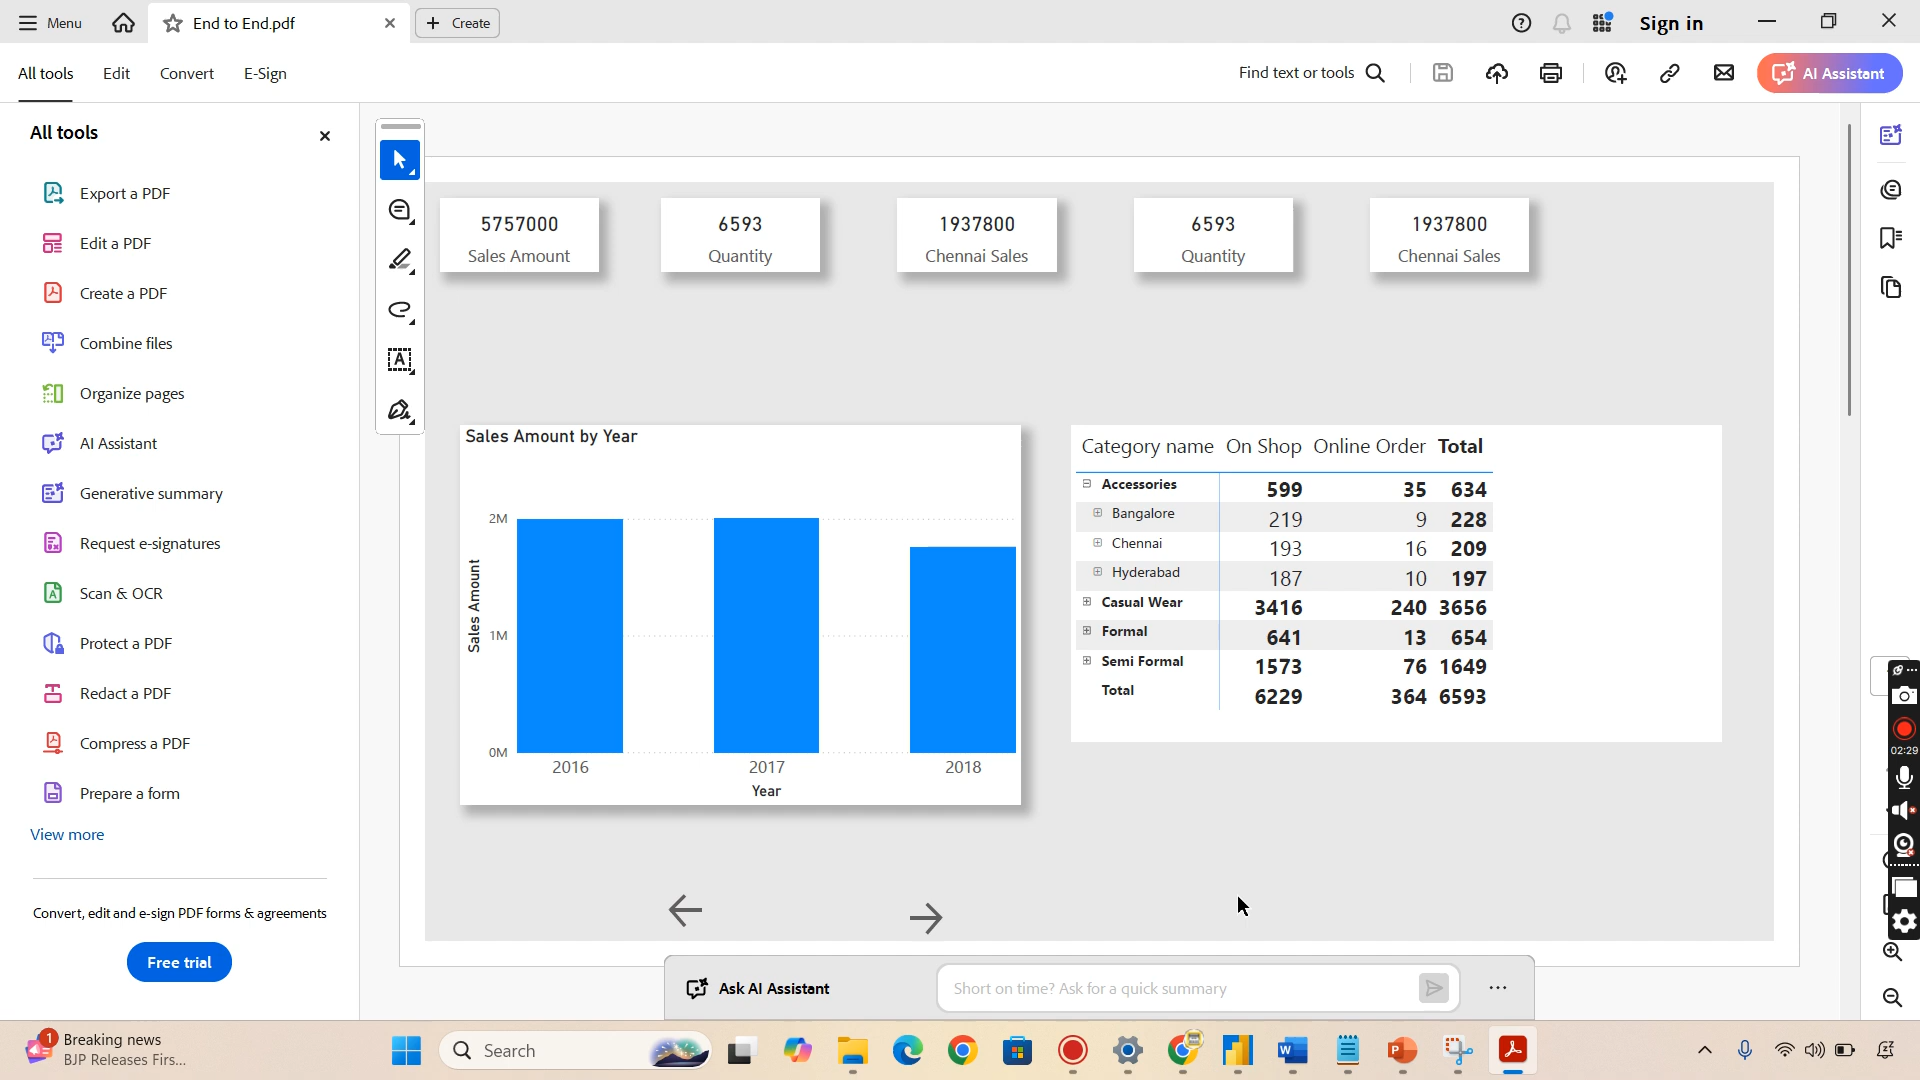 Menu
End to End.pdf
Create
Sign in
All tools
Edit
Convert
E-Sign
Find text or tools
AI Assistant
All tools
Export a PDF
Edit a PDF
Create a PDF
Combine files
Organize pages
AI Assistant
Generative summary
Request e-signatures
Scan & OCR
Protect a PDF
Redact a PDF
Compress a PDF
Prepare a form
View more
Convert, edit and e-sign PDF forms & agreements
Free trial
5757000
Sales Amount
6593
Quantity
1937800
Chennai Sales
6593
Quantity
1937800
Chennai Sales
Sales Amount by Year
Sales Amount
2M
1M
0M
2016 2017 2018
Year
Category name On Shop Online Order Total
Accessories 599 35 634
Bangalore 219 9 228
Chennai 193 16 209
Hyderabad 187 10 197
Casual Wear 3416 240 3656
Formal 641 13 654
Semi Formal 1573 76 1649
Total 6229 364 6593
Ask AI Assistant
Short on time? Ask for a quick summary
02:29
1
Breaking news
BJP Releases Firs...
Search